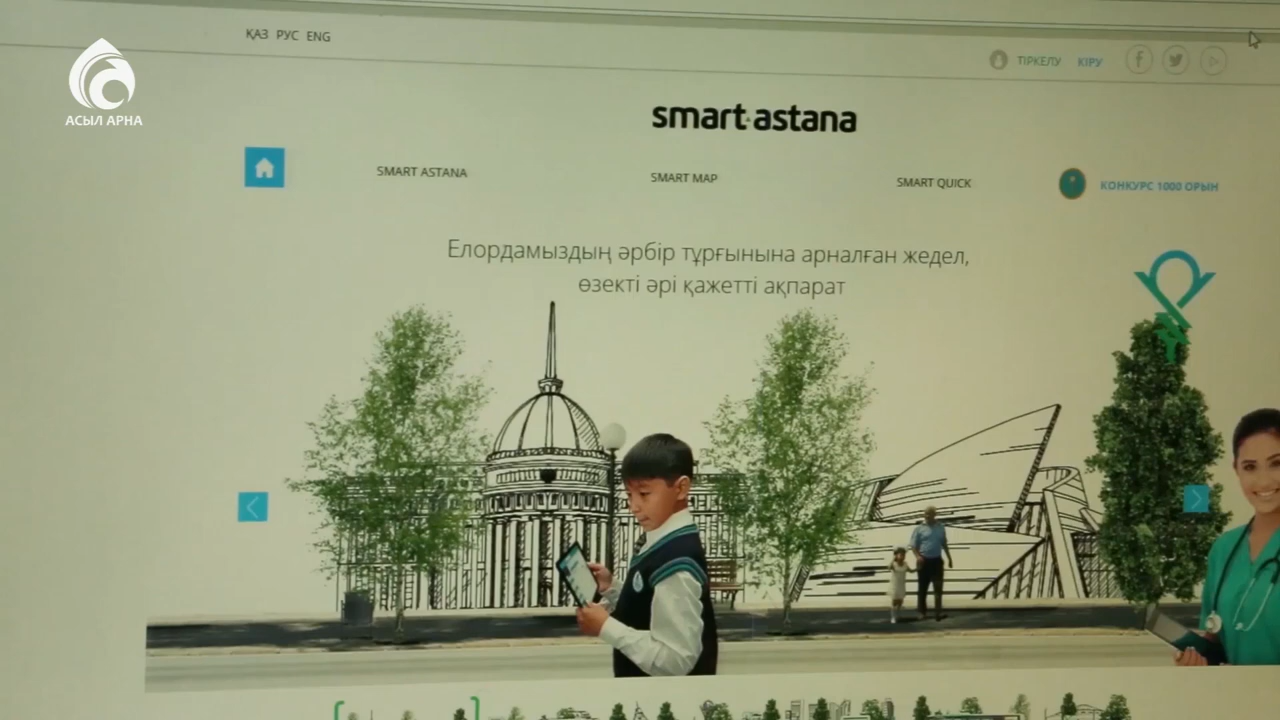 ҚАЗ РУС ENG
ТІРКЕЛУ КІРУ
АСЫЛ АРНА
smart astana
SMART ASTANA
SMART MAP
SMART QUICK
КОНКУРС 1000 ОРЫН
Елордамыздың әрбір тұрғынына арналған жедел,
өзекті әрі қажетті ақпарат